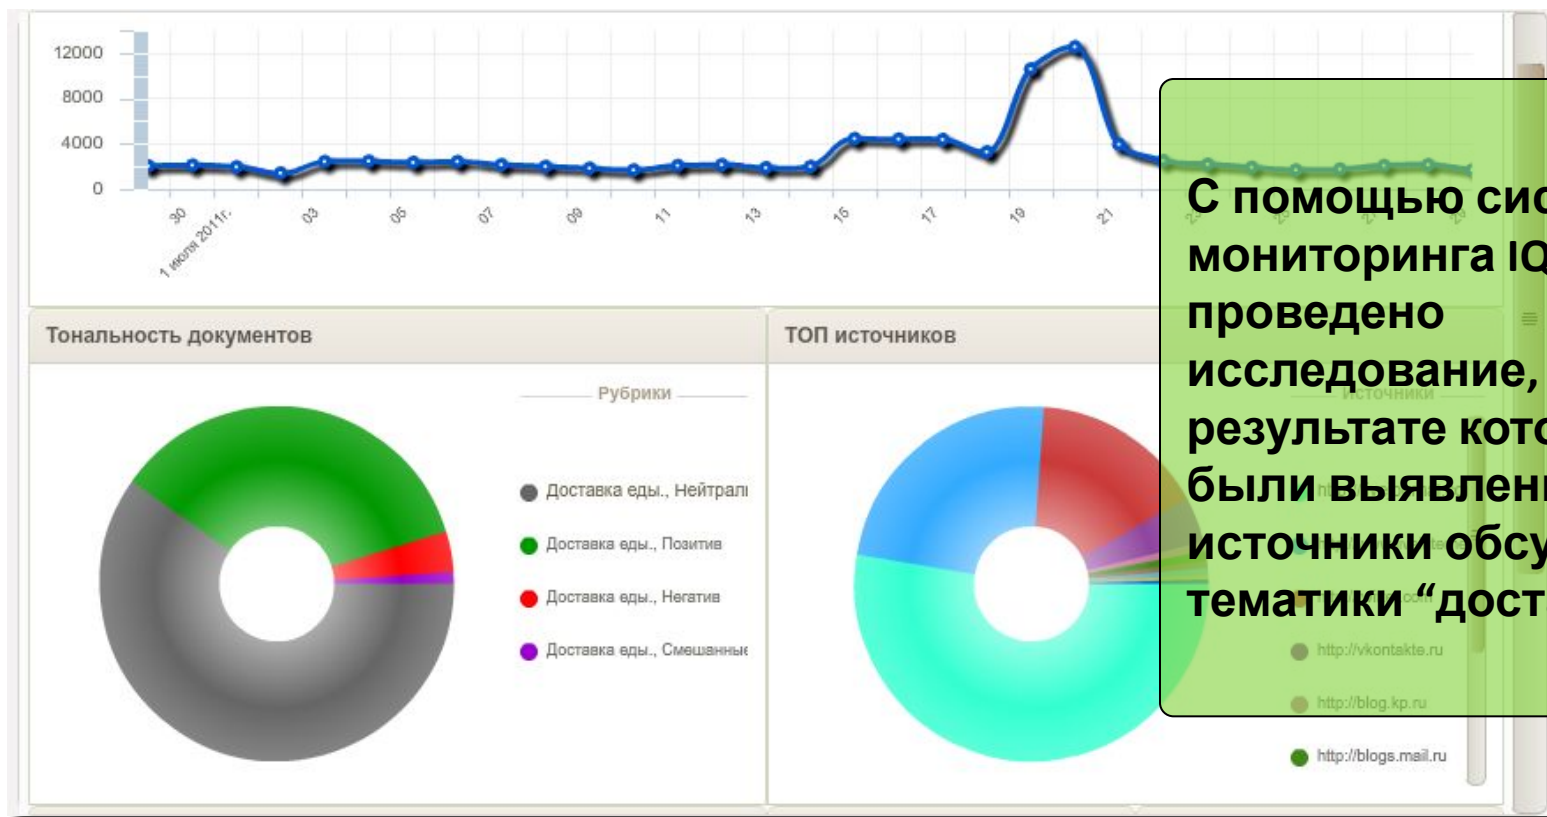 12000
8000
4000
0
30
1 июля 2011г.
03
05
07
09
11
13
15
17
19
21
С помощью сис
мониторинга IQ
проведено
исследование,
результате кото
были выявлен
источники обсу
тематики “дост
Тональность документов
ТОП источников
Рубрики
Доставка еды., Нейтрал
Доставка еды., Позитив
Доставка еды., Негатив
Доставка еды., Смешанные
Источники
http://vkontakte.ru
http://blog.kp.ru
http://blogs.mail.ru